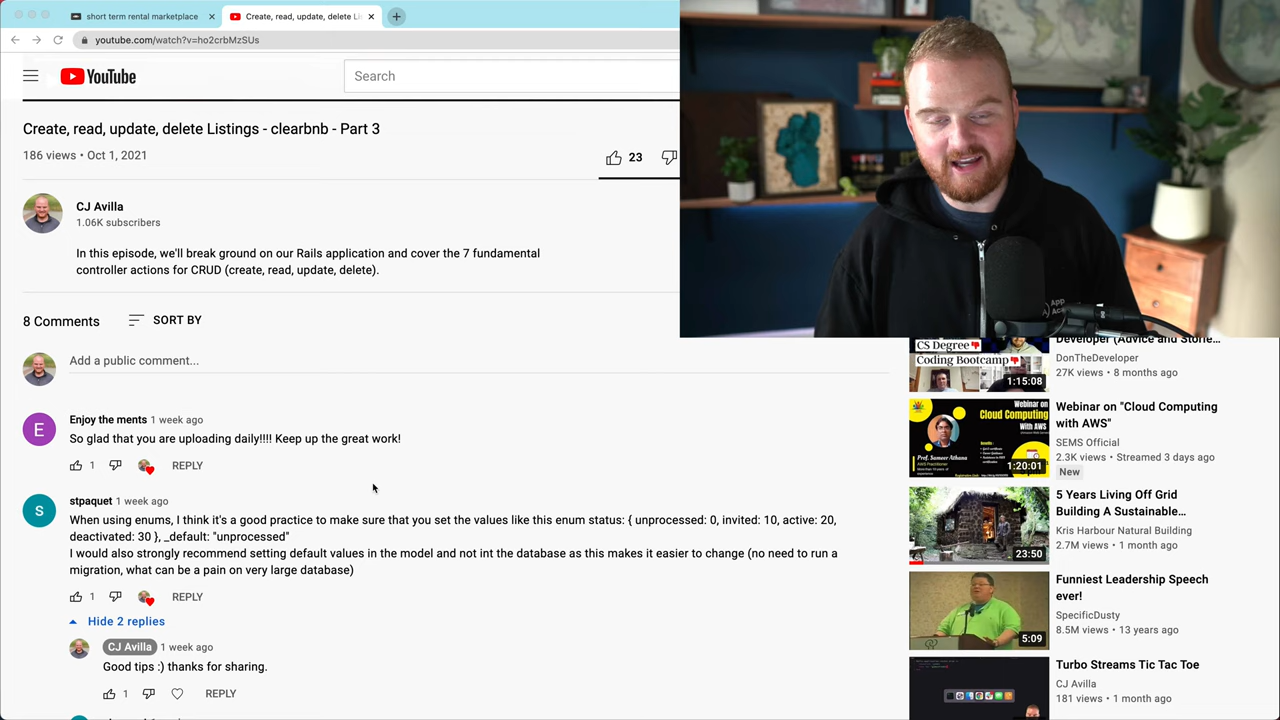 short term rental marketplace
Create, read, update, delete Li
youtube.com/watch?v=ho2crbMzSUs
YouTube
Search
Create, read, update, delete Listings - clearbnb - Part 3
186 views • Oct 1, 2021
23
CJ Avilla
1.06K subscribers
In this episode, we'll break ground on our Rails application and cover the 7 fundamental
controller actions for CRUD (create, read, update, delete).
8 Comments
SORT BY
Add a public comment...
E
Enjoy the ments 1 week ago
So glad that you are uploading daily!!!! Keep up the great work!
1
REPLY
S
stpaquet 1 week ago
When using enums, I think it's a good practice to make sure that you set the values like this enum status: { unprocessed: 0, invited: 10, active: 20,
deactivated: 30 }, _default: "unprocessed"
I would also strongly recommend setting default values in the model and not int the database as this makes it easier to change (no need to run a
migration, what can be a pain on very large data site)
1
REPLY
Hide 2 replies
CJ Avilla 1 week ago
Good tips :) thanks for sharing.
1
REPLY
App
CS Degree
Coding Bootcamp
1:15:08
Developer (Advice and Storie...
DonTheDeveloper
27K views • 8 months ago
Webinar on
Cloud Computing
With AWS
Prof. Sameer Athana
1:20:01
Webinar on "Cloud Computing
with AWS"
SEMS Official
2.3K views • Streamed 3 days ago
New
23:50
5 Years Living Off Grid
Building A Sustainable...
Kris Harbour Natural Building
2.7M views • 1 month ago
5:09
Funniest Leadership Speech
ever!
SpecificDusty
8.5M views • 13 years ago
CJ Avilla
181 views • 1 month ago